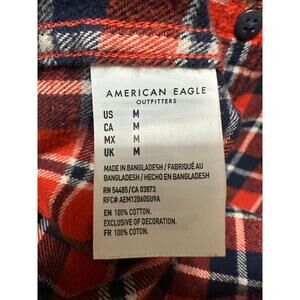 AMERICAN EAGLE
OUTFITTERS
US M
CA M
MX M
UK M
MADE IN BANGLADESH / FABRIQUÉ AU
BANGLADESH / HECHO EN BANGLADESH
RN 54485/CA 03873
RFC# AEM120605U9A
EN 100% COTTON.
EXCLUSIVE OF DECORATION.
FR 100% COTON.